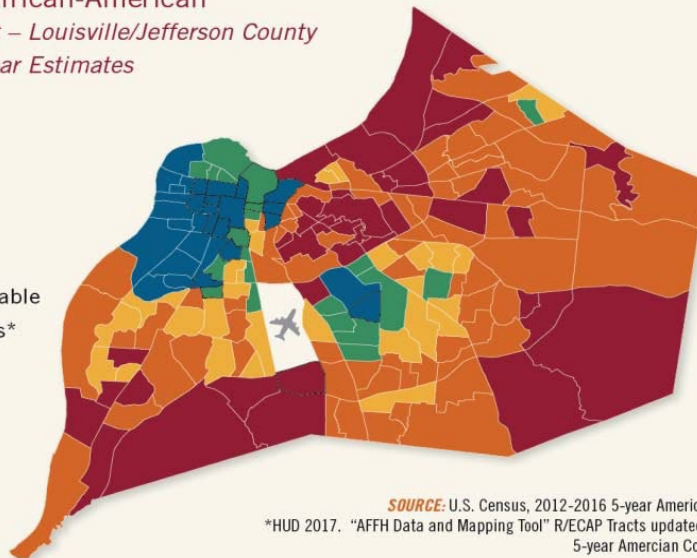 rican-American
– Louisville/Jefferson County
ar Estimates
able
s*
SOURCE: U.S. Census, 2012-2016 5-year Americ
*HUD 2017. “AFFH Data and Mapping Tool” R/ECAP Tracts update
5-year Amercian Co